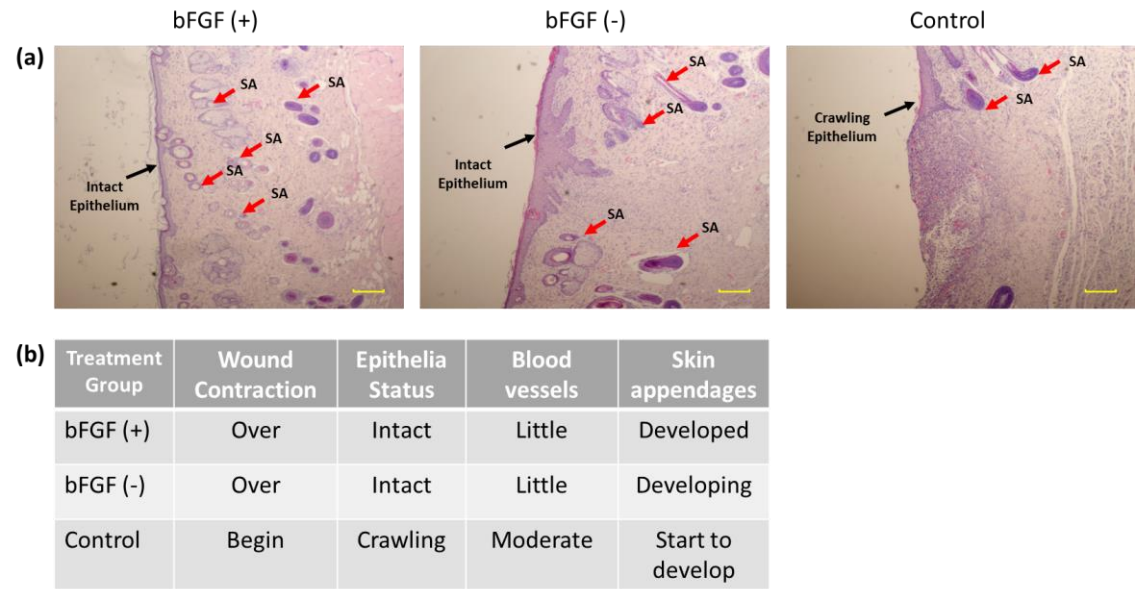 bFGF (+) bFGF (-) Control
(a)
SA SA
SA
SA
SA
Intact
Epithelium
SA
SA
Intact
Epithelium
SA
SA
SA
SA
Crawling
Epithelium
(b)
Treatment Group Wound Contraction Epithelia Status Blood vessels Skin appendages
bFGF (+) Over Intact Little Developed
bFGF (-) Over Intact Little Developing
Control Begin Crawling Moderate Start to develop